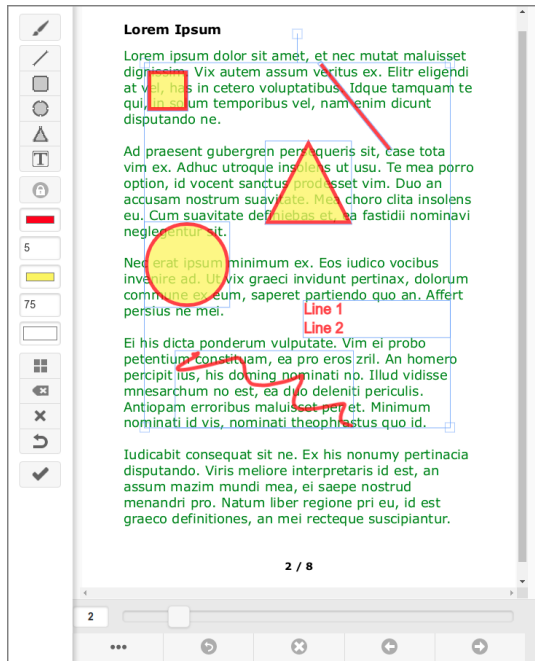 Lorem Ipsum
Lorem ipsum dolor sit amet, et nec mutat maluisset
dignissim. Vix autem assum veritus ex. Elitr eligendi
at vel, has in cetero voluptatibus. Idque tamquam te
qui, in solum temporibus vel, nam enim dicunt
disputando ne.
Ad praesent gubergren persequeris sit, case tota
vim ex. Adhuc utroque insolens ut usu. Te mea porro
option, id vocent sanctus prodesset vim. Duo an
accusam nostrum suavitate. Mea choro clita insolens
eu. Cum suavitate definiebas et, ea fastidii nominavi
neglegentur sit.
Nec erat ipsum minimum ex. Eos iudico vocibus
invenire ad. Ut vix graeci invidunt pertinax, dolorum
commune ex eum, saperet partiendo quo an. Affert
persius ne mei.
Line 1
Line 2
Ei his dicta ponderum vulputate. Vim ei probo
petentium constituam, ea pro eros zril. An homero
percipit ius, his doming nominati no. Illud vidisse
mnesarchum no est, ea duo deleniti periculis.
Antiopam erroribus maluisset per et. Minimum
nominati id vis, nominati theophrastus quo id.
Iudicabit consequat sit ne. Ex his nonumy pertinacia
disputando. Viris meliore interpretaris id est, an
assum mazim mundi mea, ei saepe nostrud
menandri pro. Natum liber regione pri eu, id est
graeco definitiones, an mei recteque suscipiantur.
2 / 8
T
5
75
2